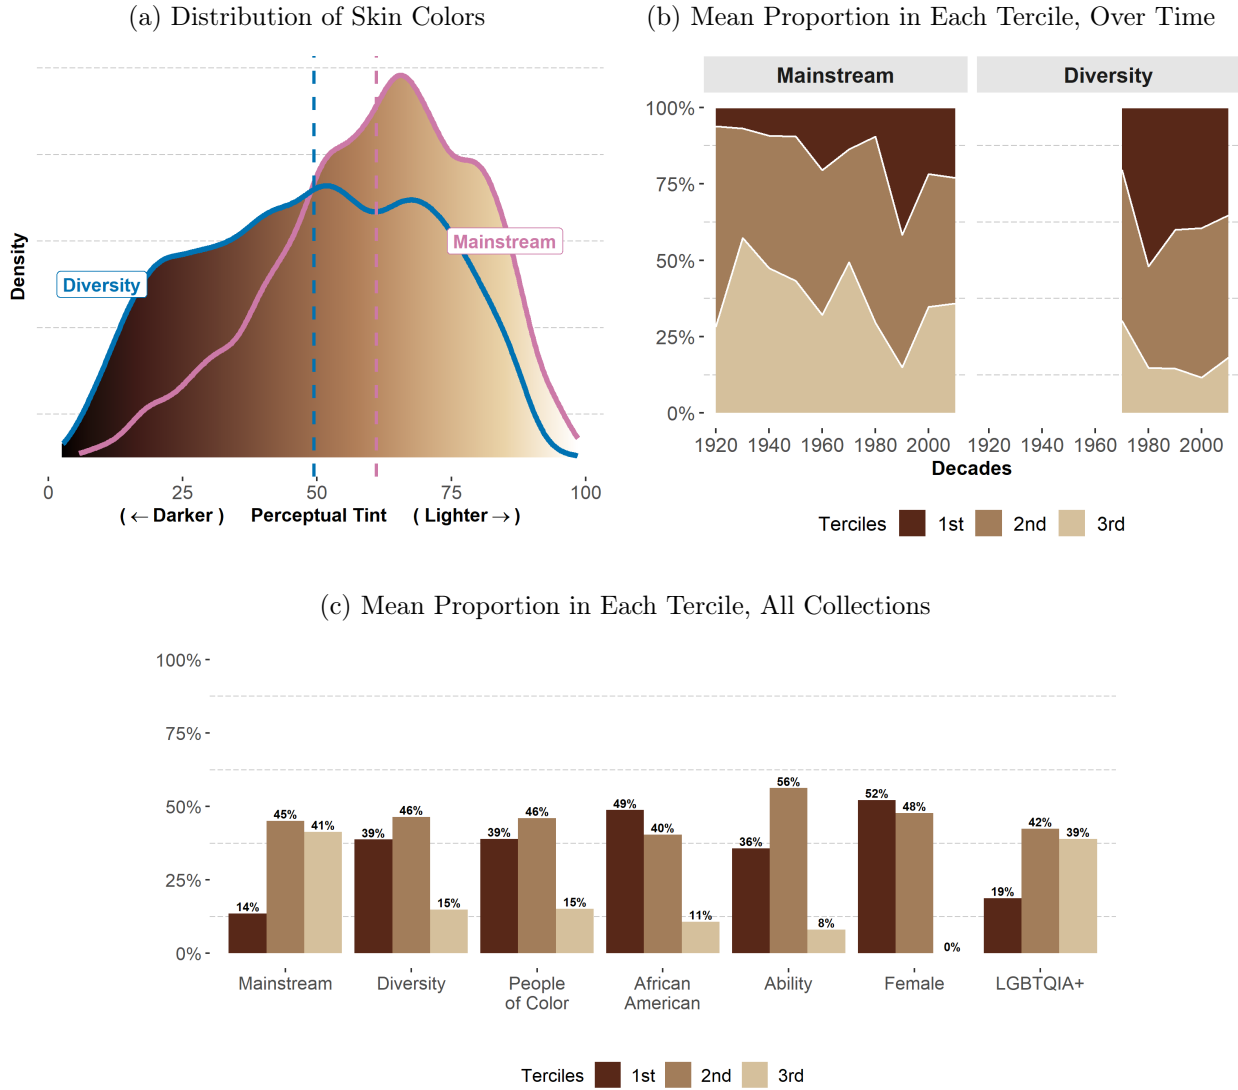 (a) Distribution of Skin Colors
Density
Diversity
Mainstream
0 25 50 75 100
( ← Darker ) Perceptual Tint ( Lighter → )
(b) Mean Proportion in Each Tercile, Over Time
Mainstream Diversity
100%
75%
50%
25%
0%
1920 1940 1960 1980 2000 1920 1940 1960 1980 2000
Decades
Terciles 1st 2nd 3rd
(c) Mean Proportion in Each Tercile, All Collections
100%
75%
50%
25%
0%
14% 45% 41% 39% 46% 15% 39% 46% 15% 49% 40% 11% 36% 56% 8% 52% 48% 0% 19% 42% 39%
Mainstream Diversity People African Ability Female LGBTQIA+
of Color American
Terciles 1st 2nd 3rd